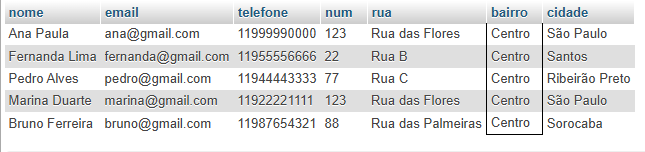 nome email telefone num rua bairro cidade
Ana Paula ana@gmail.com 11999990000 123 Rua das Flores Centro São Paulo
Fernanda Lima fernanda@gmail.com 11955556666 22 Rua B Centro Santos
Pedro Alves pedro@gmail.com 11944443333 77 Rua C Centro Ribeirão Preto
Marina Duarte marina@gmail.com 11922221111 123 Rua das Flores Centro São Paulo
Bruno Ferreira bruno@gmail.com 11987654321 88 Rua das Palmeiras Centro Sorocaba